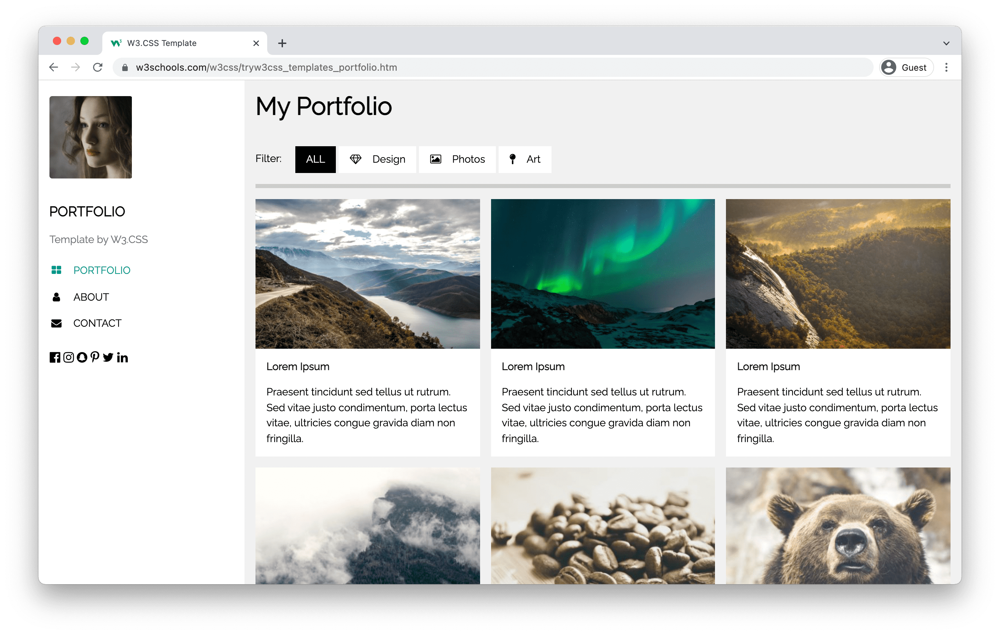 W3.CSS Template
w3schools.com/w3css/tryw3css_templates_portfolio.htm
Guest
PORTFOLIO
Template by W3.CSS
PORTFOLIO
ABOUT
CONTACT
My Portfolio
Filter:
ALL
Design
Photos
Art
Lorem Ipsum
Praesent tincidunt sed tellus ut rutrum.
Sed vitae justo condimentum, porta lectus
vitae, ultricies congue gravida diam non
fringilla.
Lorem Ipsum
Praesent tincidunt sed tellus ut rutrum.
Sed vitae justo condimentum, porta lectus
vitae, ultricies congue gravida diam non
fringilla.
Lorem Ipsum
Praesent tincidunt sed tellus ut rutrum.
Sed vitae justo condimentum, porta lectus
vitae, ultricies congue gravida diam non
fringilla.